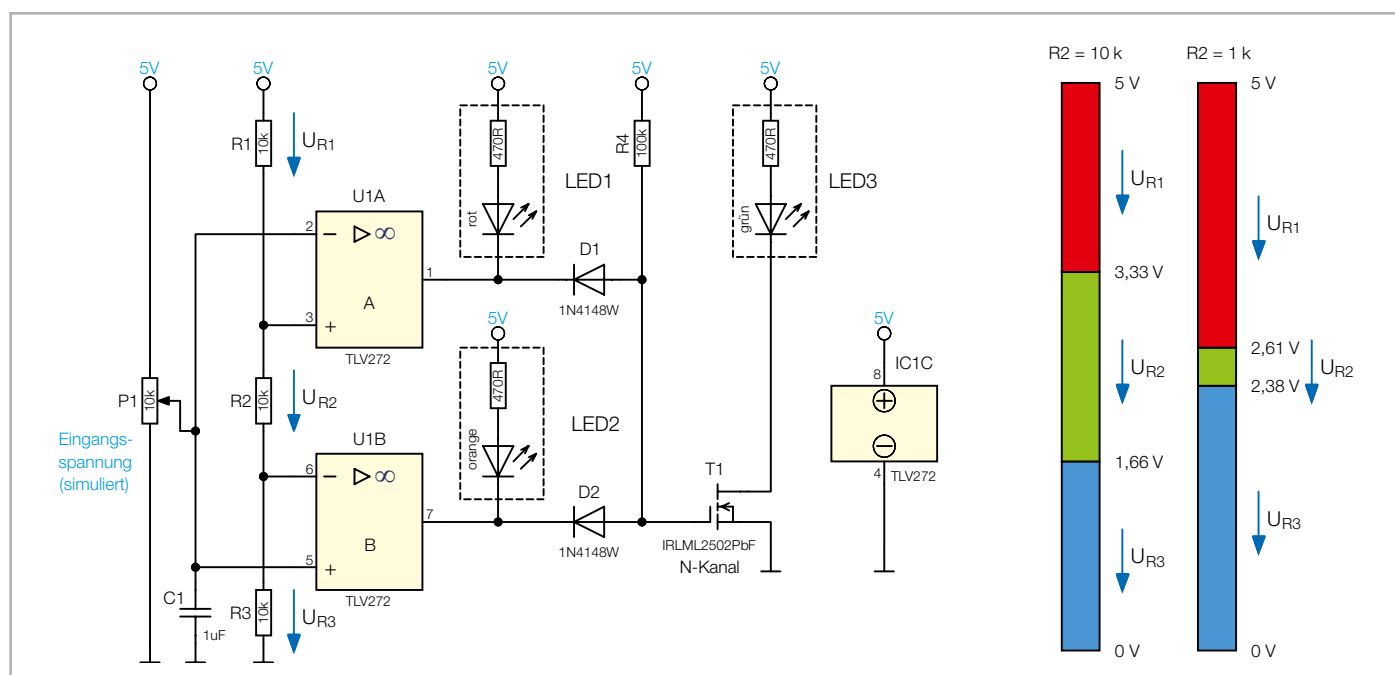 5V
5V
5V
5V
R1
10k
UR1
470R
rot
LED1
R4
100k
470R
grün
LED3
U1A
2
−
∞
1
A
3
+
TLV272
D1
1N4148W
P1
10k
Eingangs-
spannung
(simuliert)
R2
10k
UR2
5V
470R
orange
LED2
U1B
6
−
∞
7
B
5
+
TLV272
D2
1N4148W
T1
IRLML2502PbF
N-Kanal
C1
1uF
R3
10k
UR3
5V
IC1C
8
+
−
4
TLV272
R2 = 10 k
5 V
UR1
3,33 V
UR2
1,66 V
UR3
0 V
R2 = 1 k
5 V
UR1
2,61 V
UR2
2,38 V
UR3
0 V